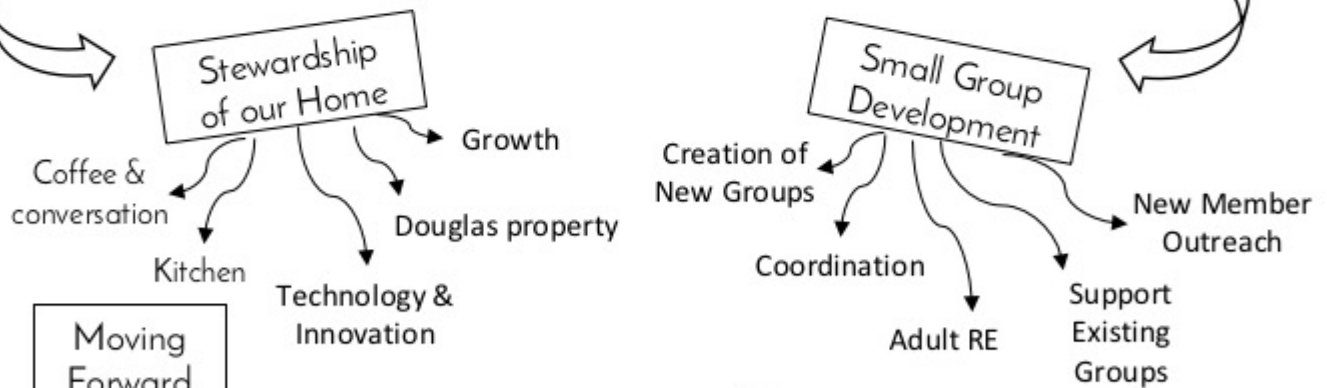 Stewardship
of our Home
Small Group
Development
Growth
Coffee &
conversation
Douglas property
Kitchen
Technology &
Innovation
Creation of
New Groups
New Member
Outreach
Coordination
Adult RE
Support
Existing
Groups
Moving
Forward